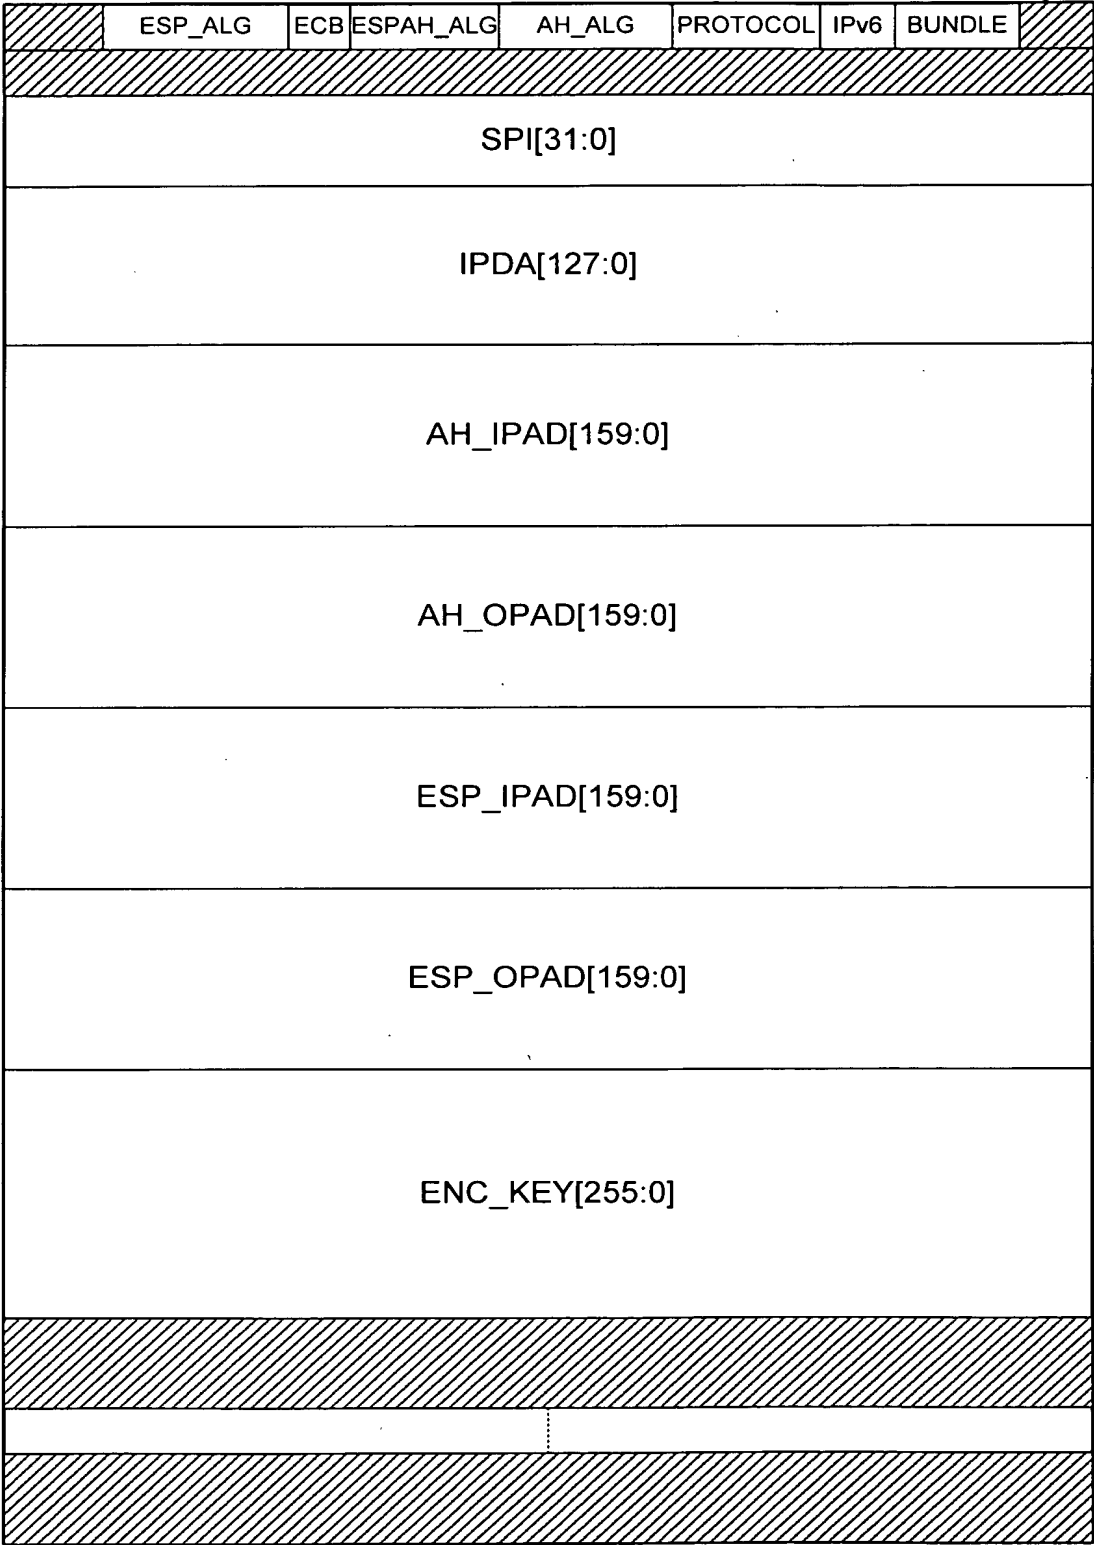 ESP_ALG ECB ESPAH_ALG AH_ALG PROTOCOL IPv6 BUNDLE
SPI[31:0]
IPDA[127:0]
AH_IPAD[159:0]
AH_OPAD[159:0]
ESP_IPAD[159:0]
ESP_OPAD[159:0]
ENC_KEY[255:0]